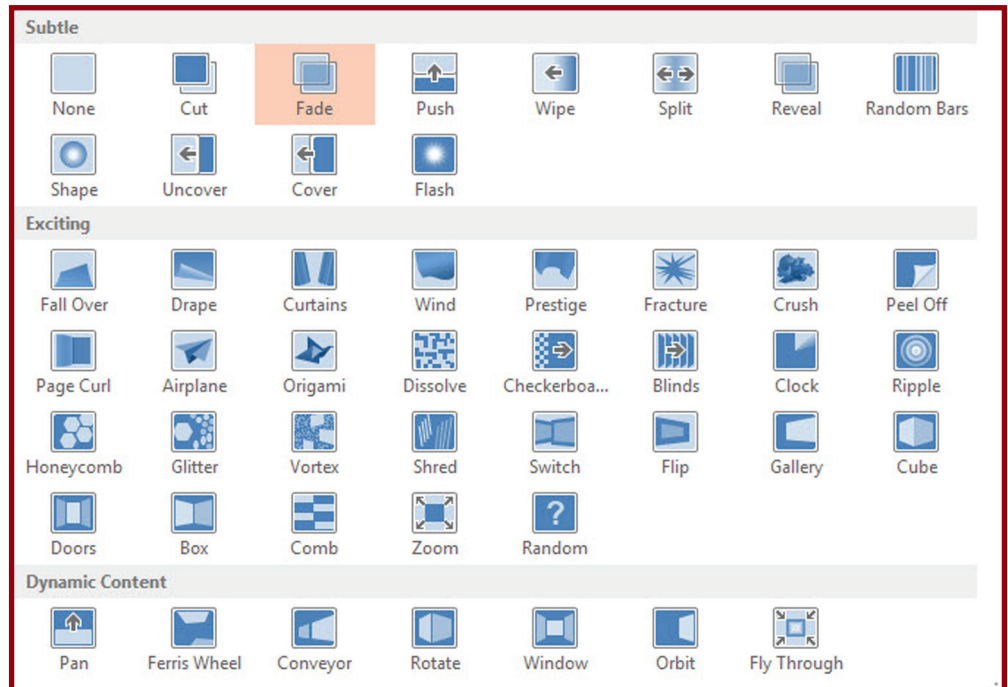 Subtle
None Cut Fade Push Wipe Split Reveal Random Bars
Shape Uncover Cover Flash
Exciting
Fall Over Drape Curtains Wind Prestige Fracture Crush Peel Off
Page Curl Airplane Origami Dissolve Checkerboa... Blinds Clock Ripple
Honeycomb Glitter Vortex Shred Switch Flip Gallery Cube
?
Doors Box Comb Zoom Random
Dynamic Content
Pan Ferris Wheel Conveyor Rotate Window Orbit Fly Through